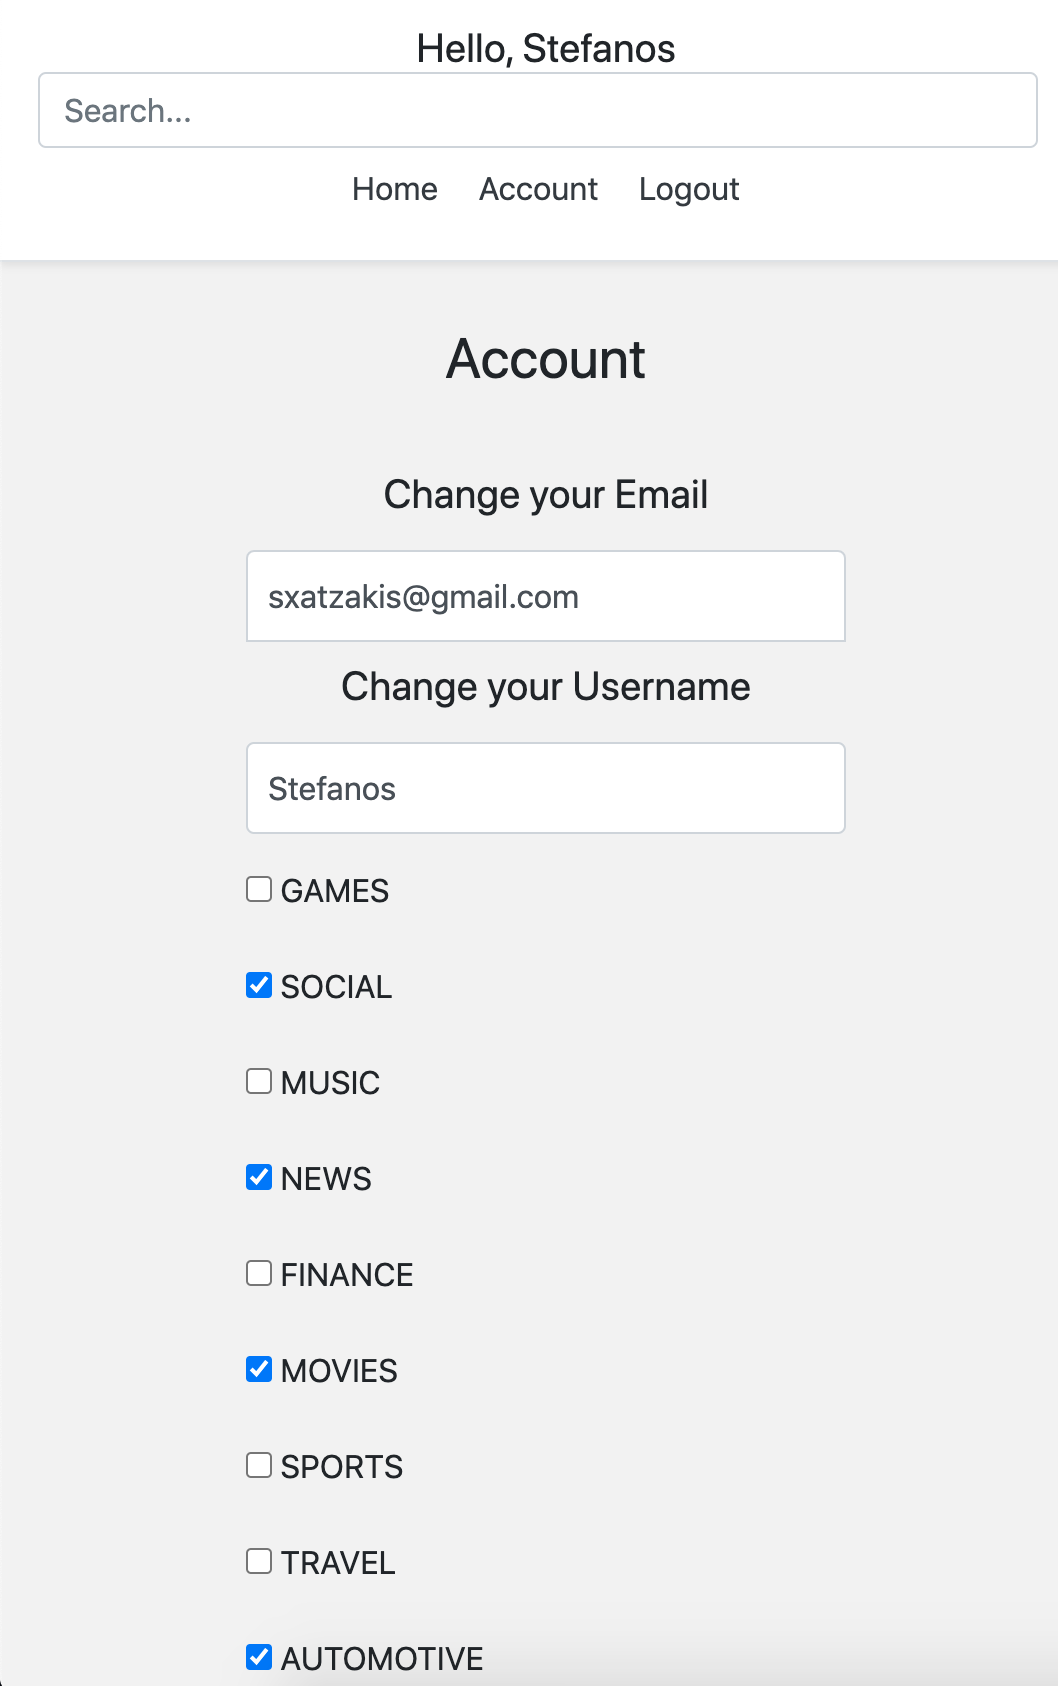 Hello, Stefanos
Search...
Home Account Logout
Account
Change your Email
sxatzakis@gmail.com
Change your Username
Stefanos
GAMES
SOCIAL
MUSIC
NEWS
FINANCE
MOVIES
SPORTS
TRAVEL
AUTOMOTIVE